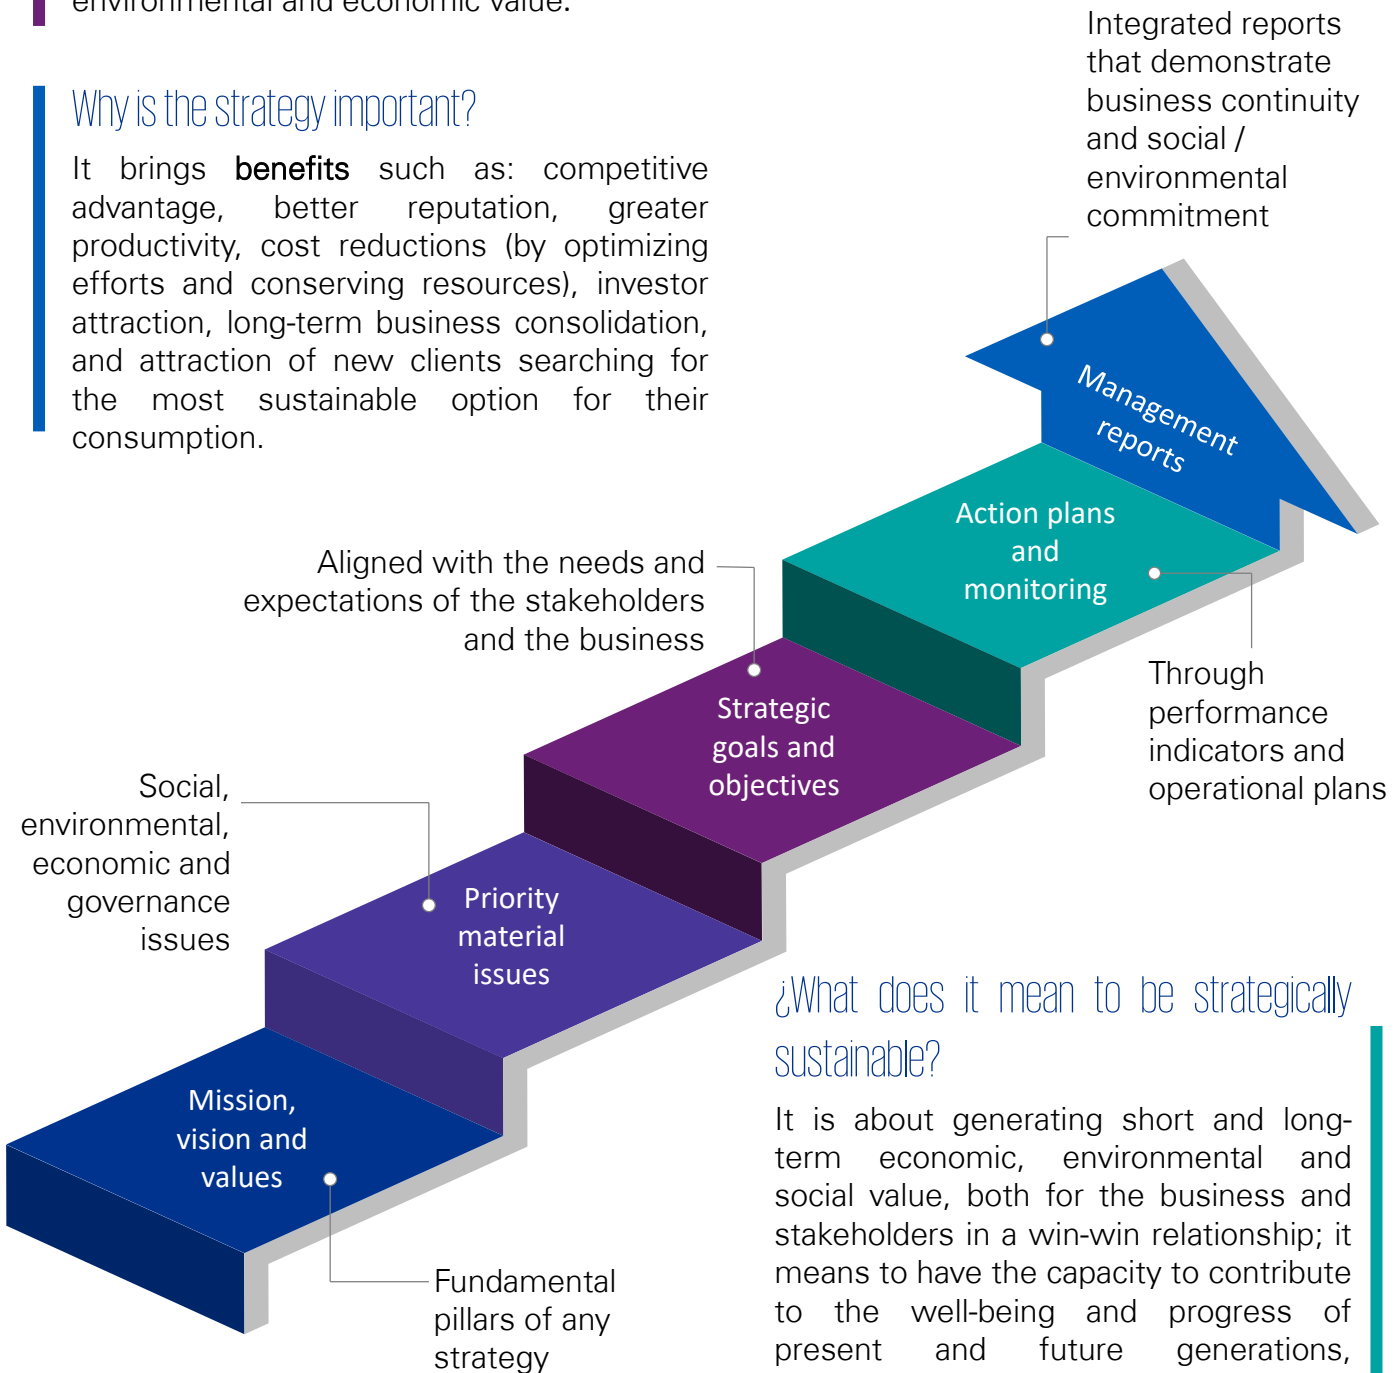 environmental and economic value.
Why is the strategy important?
It brings benefits such as: competitive
advantage, better reputation, greater
productivity, cost reductions (by optimizing
efforts and conserving resources), investor
attraction, long-term business consolidation,
and attraction of new clients searching for
the most sustainable option for their
consumption.
Integrated reports
that demonstrate
business continuity
and social /
environmental
commitment
Management
reports
Action plans
and
monitoring
Through
performance
indicators and
operational plans
Aligned with the needs and
expectations of the stakeholders
and the business
Strategic
goals and
objectives
Social,
environmental,
economic and
governance
issues
Priority
material
issues
Mission,
vision and
values
Fundamental
pillars of any
strategy
¿What does it mean to be strategically
sustainable?
It is about generating short and long-
term economic, environmental and
social value, both for the business and
stakeholders in a win-win relationship; it
means to have the capacity to contribute
to the well-being and progress of
present and future generations,